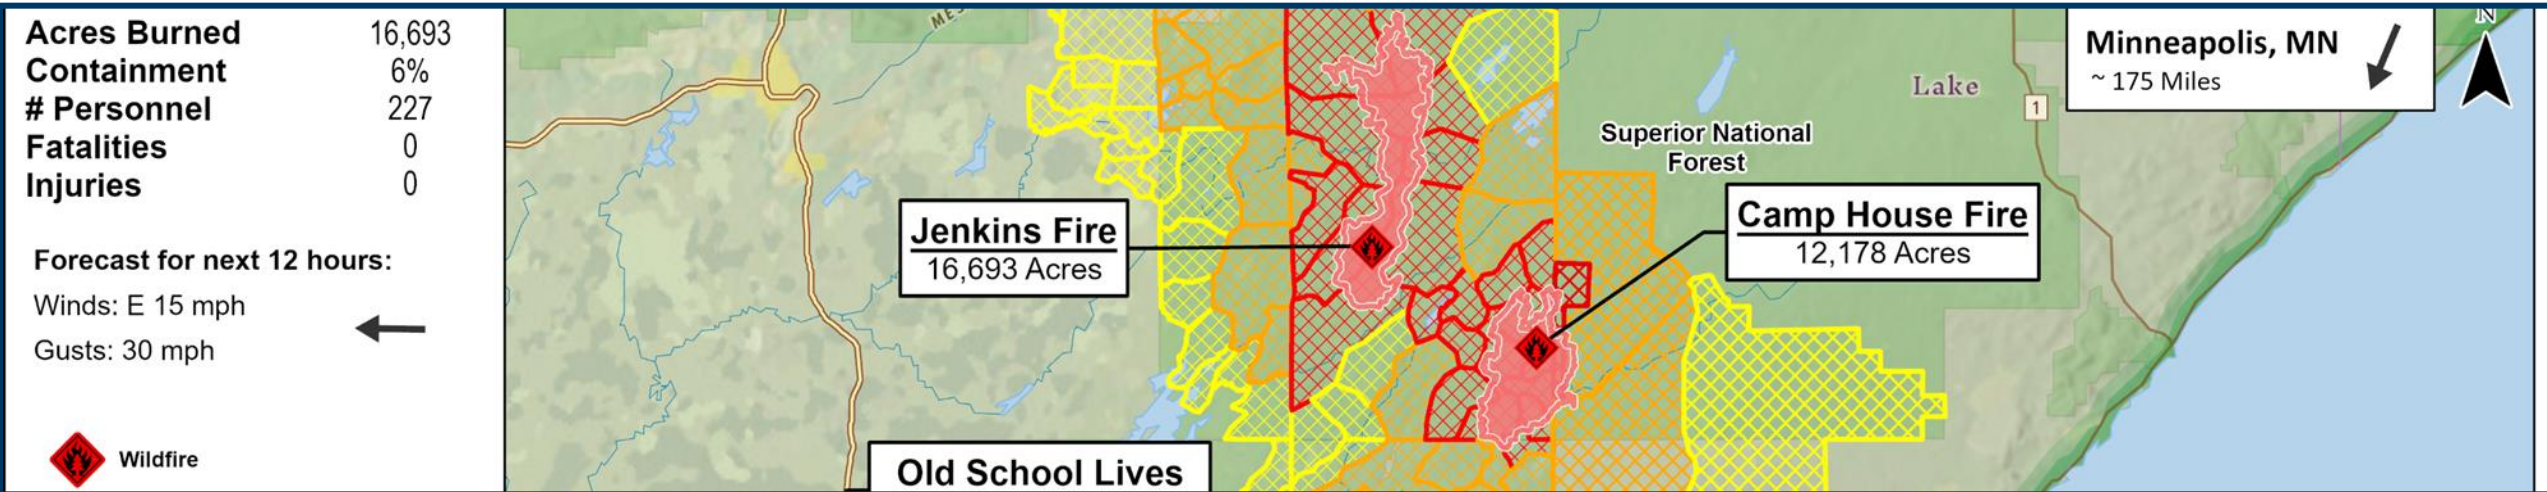 Acres Burned 16,693
Containment 6%
# Personnel 227
Fatalities 0
Injuries 0
Forecast for next 12 hours:
Winds: E 15 mph
Gusts: 30 mph
Wildfire
Jenkins Fire
16,693 Acres
Old School Lives
Superior National
Forest
Camp House Fire
12,178 Acres
Lake
1
Minneapolis, MN
~ 175 Miles
N